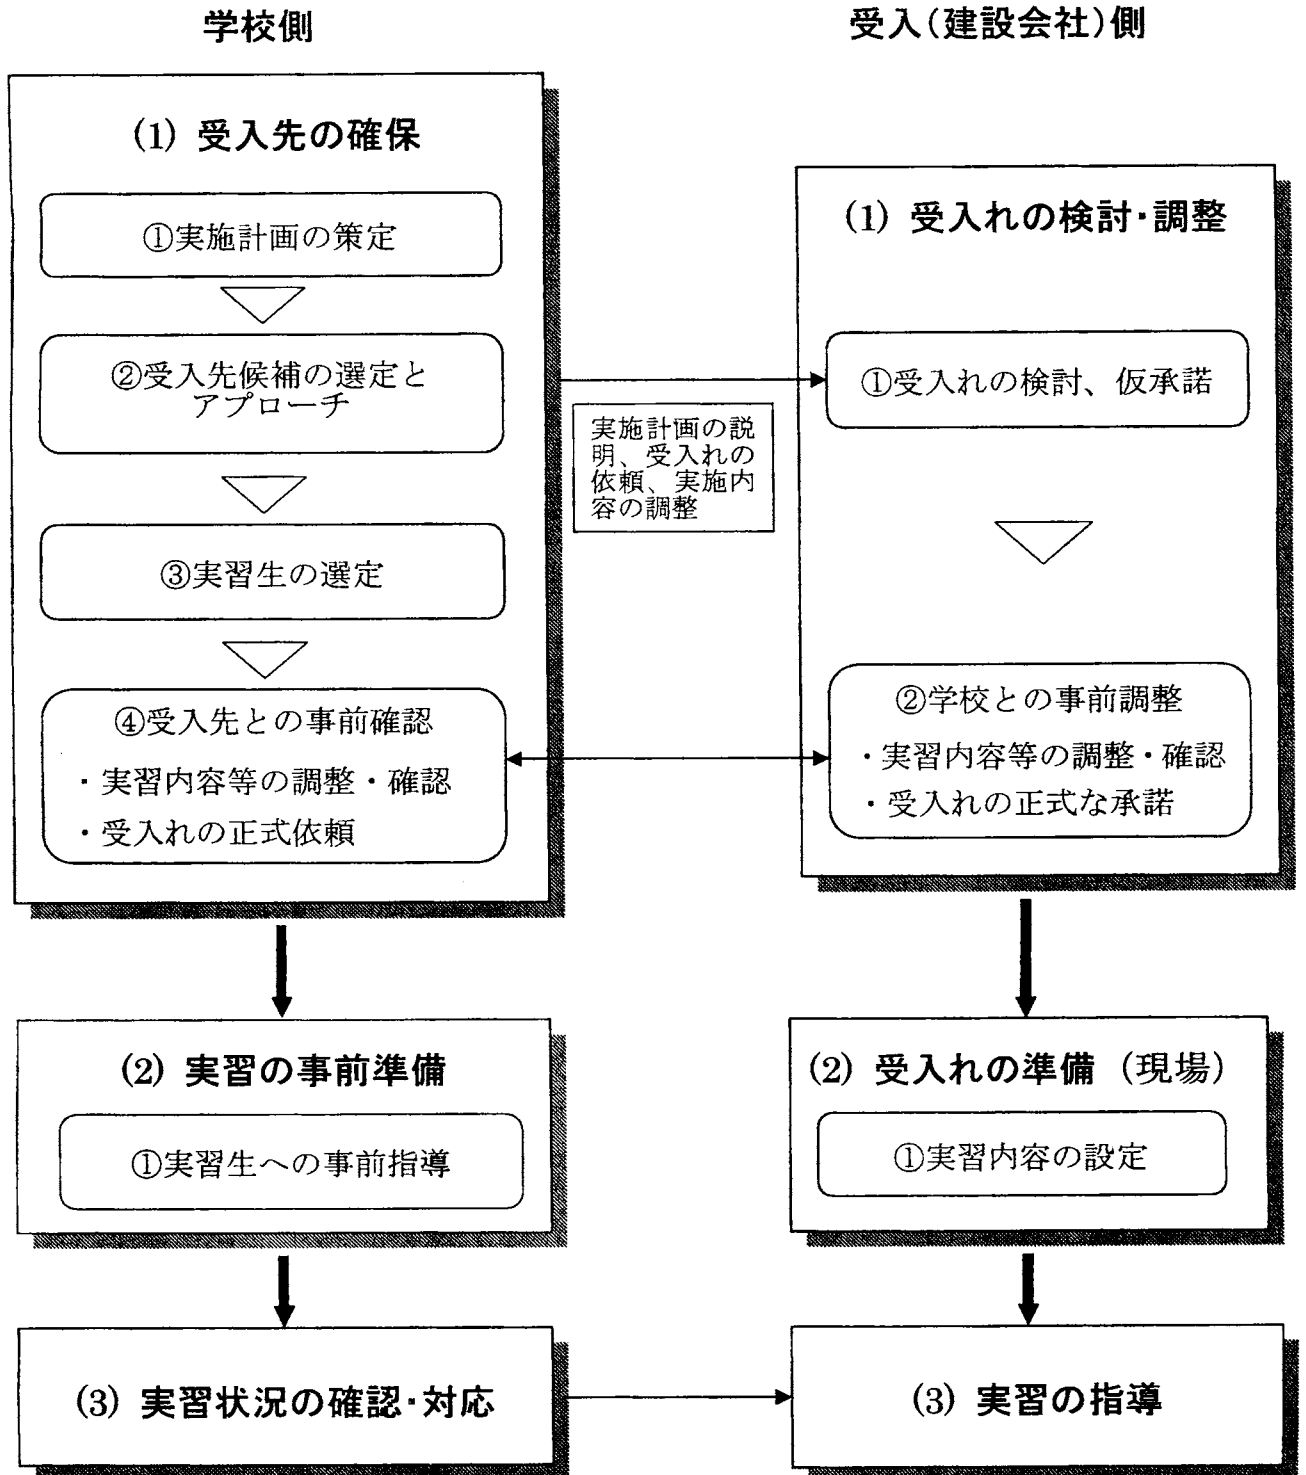 学校側
受入(建設会社)側
(1) 受入先の確保
①実施計画の策定
②受入先候補の選定と
アプローチ
③実習生の選定
④受入先との事前確認
・実習内容等の調整・確認
・受入れの正式依頼
実施計画の説
明、受入れの
依頼、実施内
容の調整
(1) 受入れの検討・調整
①受入れの検討、仮承諾
②学校との事前調整
・実習内容等の調整・確認
・受入れの正式な承諾
(2) 実習の事前準備
①実習生への事前指導
(2) 受入れの準備（現場）
①実習内容の設定
(3) 実習状況の確認・対応
(3) 実習の指導